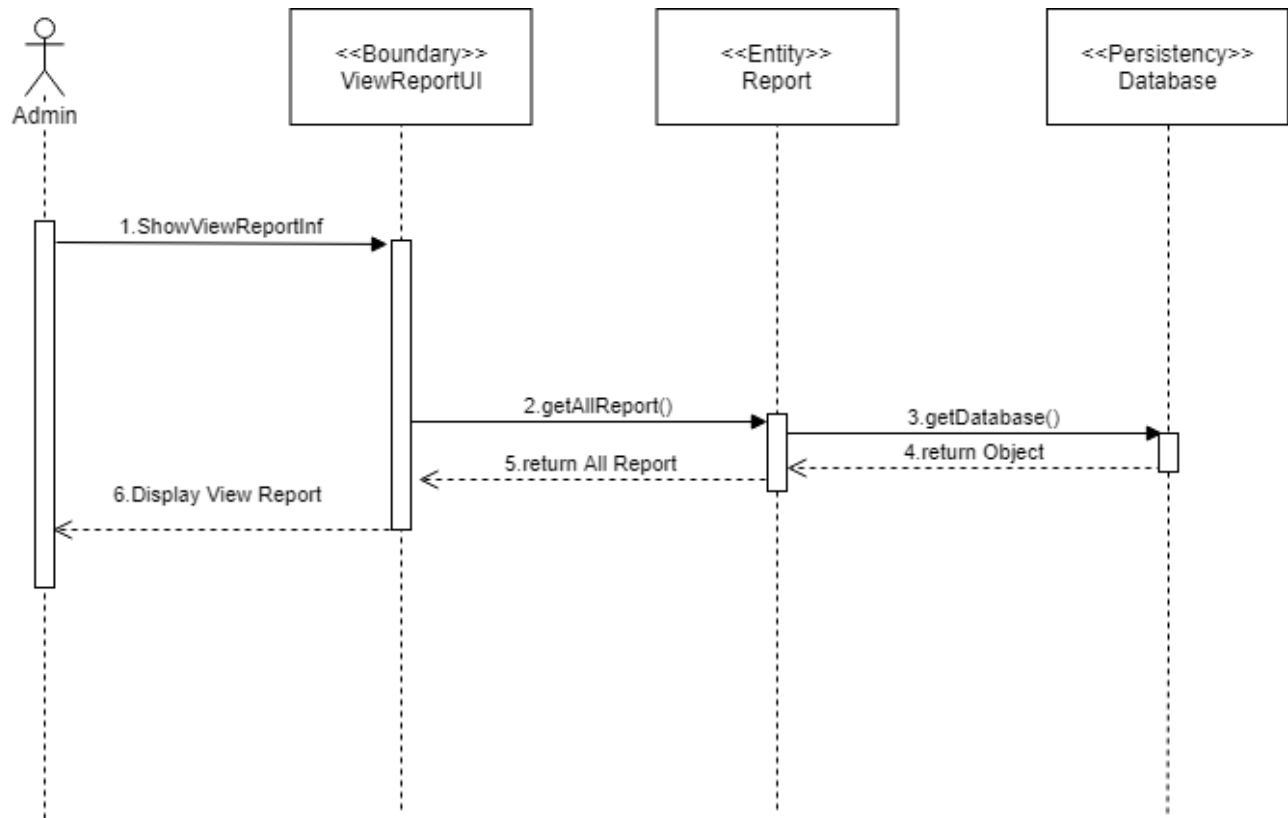 <<Boundary>>
ViewReportUI
<<Entity>>
Report
<<Persistency>>
Database
Admin
1.ShowViewReportInf
2.getAllReport()
3.getDatabase()
4.return Object
5.return All Report
6.Display View Report